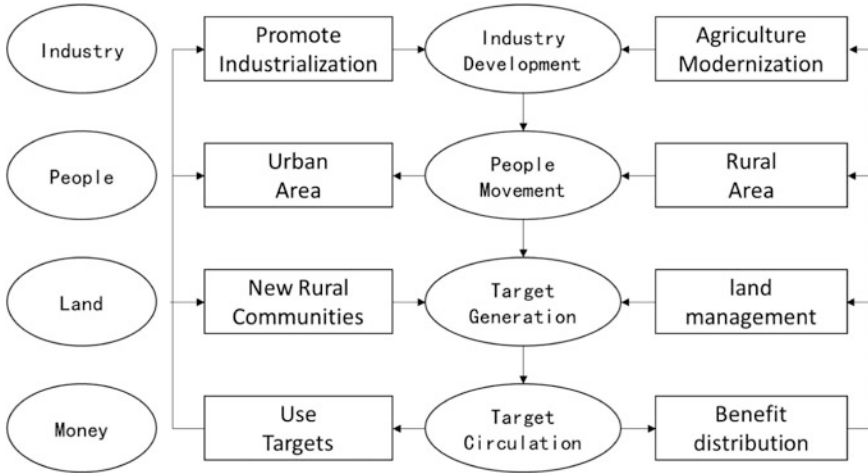 Industry
Promote
Industrialization
Industry
Development
Agriculture
Modernization
People
Urban
Area
People
Movement
Rural
Area
Land
New Rural
Communities
Target
Generation
land
management
Money
Use
Targets
Target
Circulation
Benefit
distribution